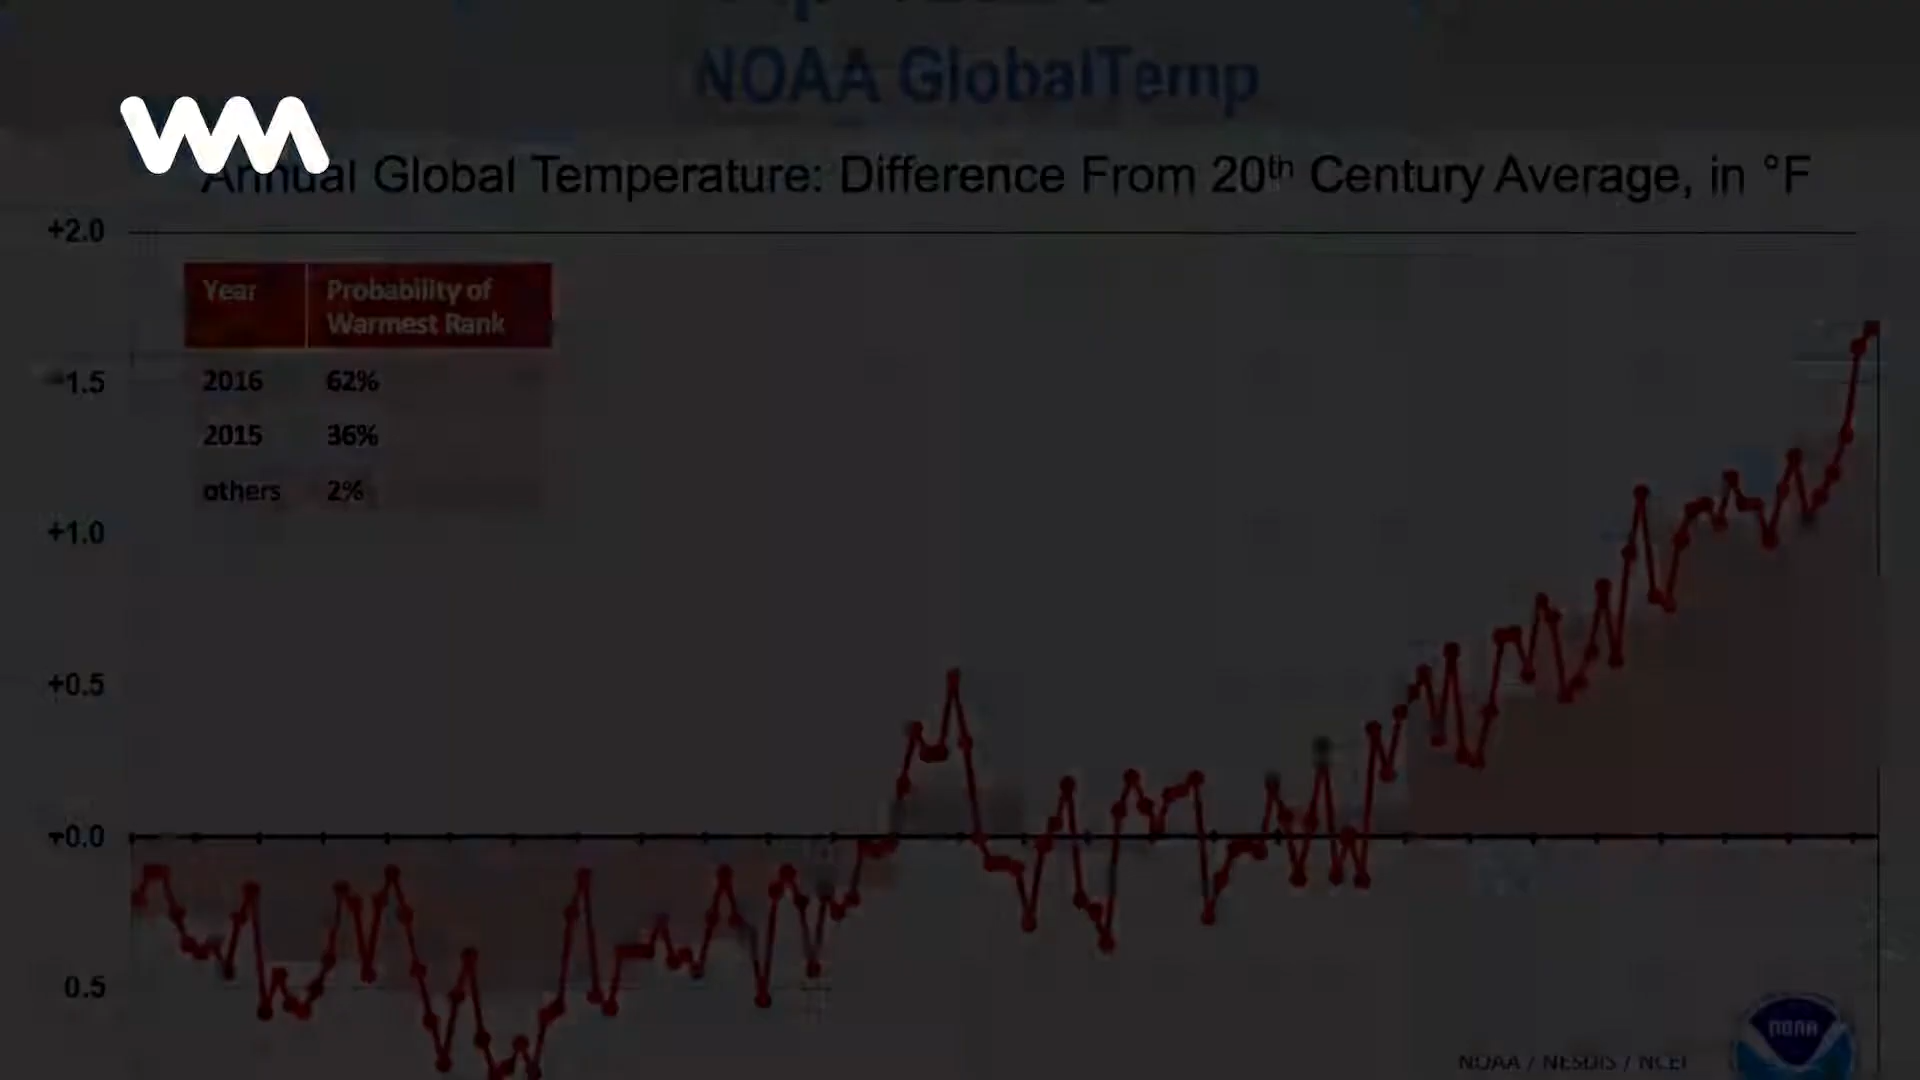 NOAA GlobalTemp
Annual Global Temperature: Difference From 20th Century Average, in °F
+2.0
Year Probability of Warmest Rank
2016 62%
2015 36%
others 2%
1.5
+1.0
+0.5
0.0
0.5
NOAA
NOAA / NESDIS / NCEI